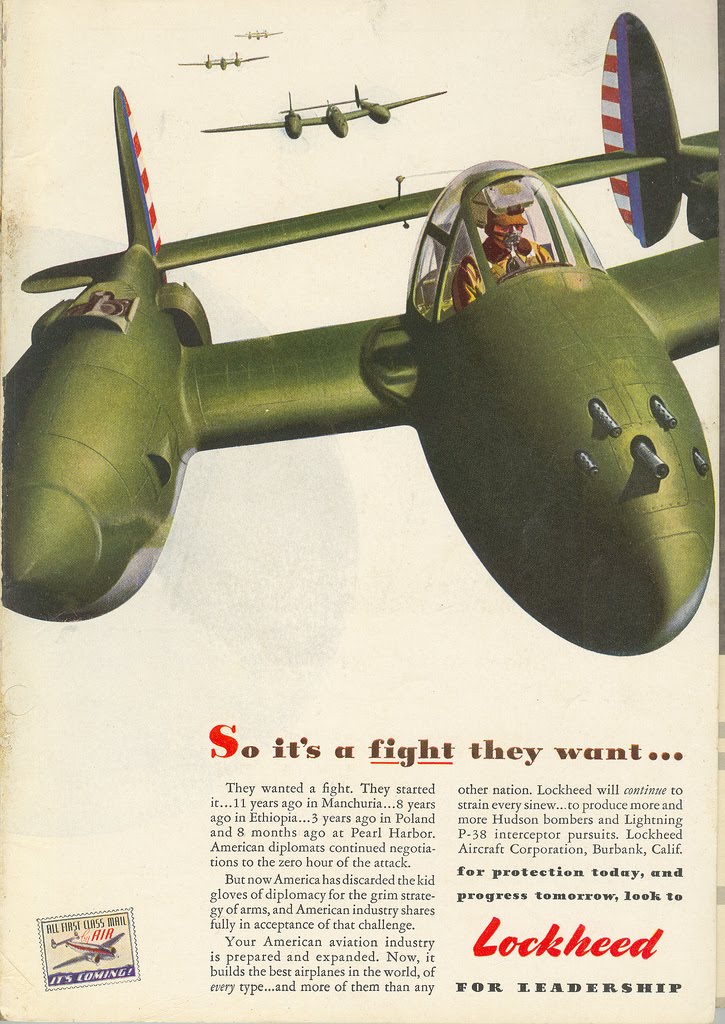 So it's a fight they want...
They wanted a fight. They started
it...11 years ago in Manchuria...8 years
ago in Ethiopia...3 years ago in Poland
and 8 months ago at Pearl Harbor.
American diplomats continued negotia-
tions to the zero hour of the attack.
But now America has discarded the kid
gloves of diplomacy for the grim strate-
gy of arms, and American industry shares
fully in acceptance of that challenge.
Your American aviation industry
is prepared and expanded. Now, it
builds the best airplanes in the world, of
every type...and more of them than any
other nation. Lockheed will continue to
strain every sinew...to produce more and
more Hudson bombers and Lightning
P-38 interceptor pursuits. Lockheed
Aircraft Corporation, Burbank, Calif.
for protection today, and
progress tomorrow, look to
Lockheed
FOR LEADERSHIP
ALL FIRST CLASS MAIL
by AIR
IT'S COMING!